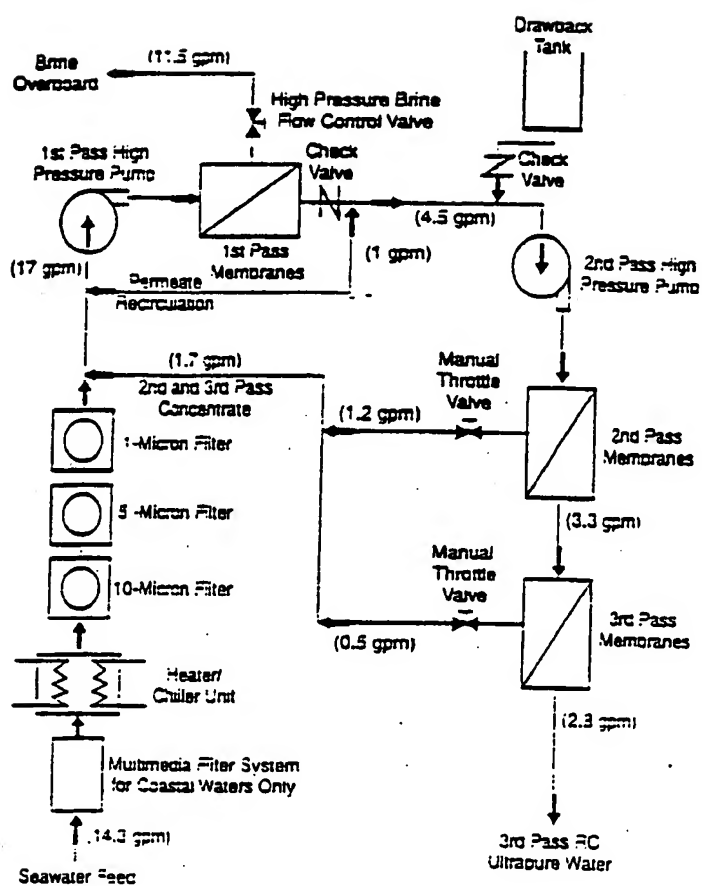 Drawback
Tank
(11.5 gpm)
Brine
Overboard
High Pressure Brine
Flow Control Valve
1st Pass High
Pressure Pump
Check
Valve
Check
Valve
(4.5 gpm)
1st Pass
Membranes
(1 gpm)
(17 gpm)
Permeate
Recirculation
2nd Pass High
Pressure Pump
(1.7 gpm)
2nd and 3rd Pass
Concentrate
Manual
Throttle
Valve
(1.2 gpm)
1-Micron Filter
2nd Pass
Membranes
5-Micron Filter
(3.3 gpm)
Manual
Throttle
Valve
10-Micron Filter
(0.5 gpm)
3rd Pass
Membranes
Heater/
Chiller Unit
Multimedia Filter System
for Coastal Waters Only
14.3 gpm)
Seawater Feed
3rd Pass
Ultrapure Water